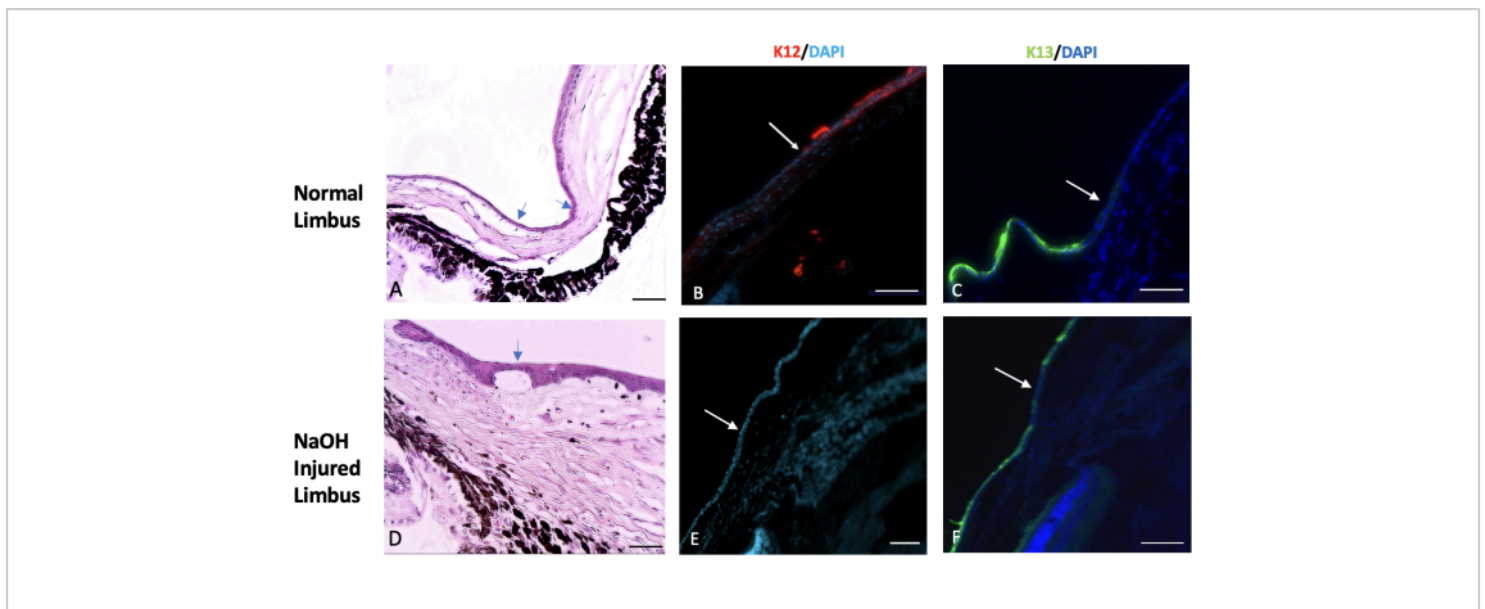 K12/DAPI
K13/DAPI
Normal
Limbus
A
B
C
NaOH
Injured
Limbus
D
E
F